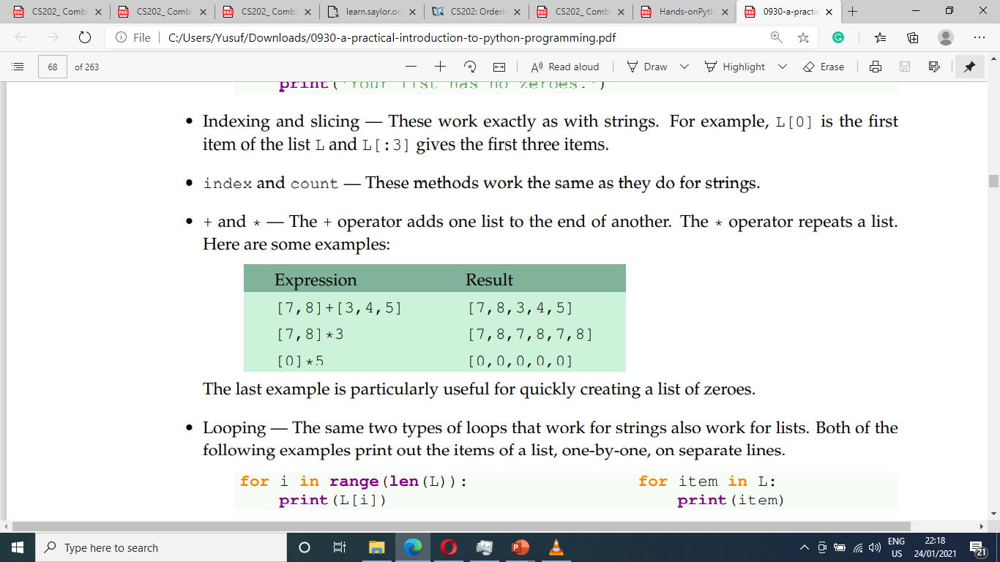 CS202_ Combi
CS202_ Combi
CS202_ Combi
learn.saylor.or
CS202: Orderin
CS202_ Combi
Hands-onPyth
0930-a-practic
File
C:/Users/Yusuf/Downloads/0930-a-practical-introduction-to-python-programming.pdf
68 of 263
Read aloud
Draw
Highlight
Erase
print('Your list has no zeroes.')
• Indexing and slicing — These work exactly as with strings. For example, L[0] is the first
item of the list L and L[:3] gives the first three items.
• index and count — These methods work the same as they do for strings.
• + and * — The + operator adds one list to the end of another. The * operator repeats a list.
Here are some examples:
Expression Result
[7,8]+[3,4,5] [7,8,3,4,5]
[7,8]*3 [7,8,7,8,7,8]
[0]*5 [0,0,0,0,0]
The last example is particularly useful for quickly creating a list of zeroes.
• Looping — The same two types of loops that work for strings also work for lists. Both of the
following examples print out the items of a list, one-by-one, on separate lines.
for i in range(len(L)):
print(L[i])
for item in L:
print(item)
Type here to search
ENG
US
22:18
24/01/2021
21